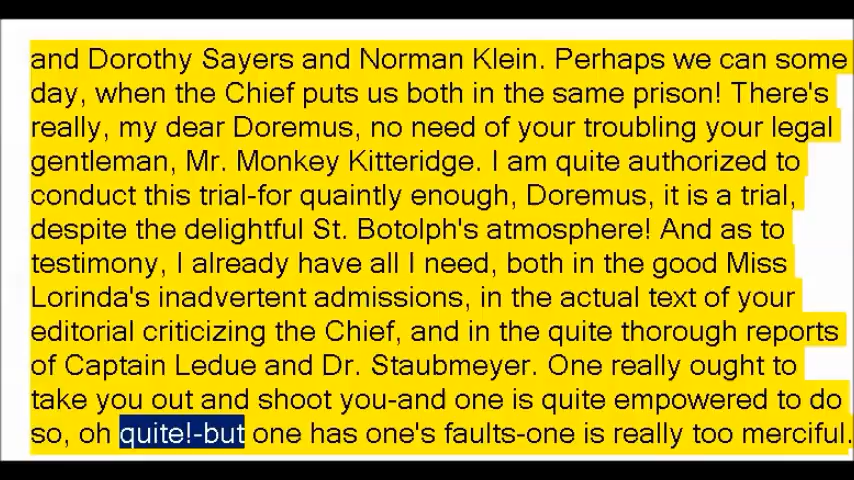 and Dorothy Sayers and Norman Klein. Perhaps we can some
day, when the Chief puts us both in the same prison! There's
really, my dear Doremus, no need of your troubling your legal
gentleman, Mr. Monkey Kitteridge. I am quite authorized to
conduct this trial-for quaintly enough, Doremus, it is a trial,
despite the delightful St. Botolph's atmosphere! And as to
testimony, I already have all I need, both in the good Miss
Lorinda's inadvertent admissions, in the actual text of your
editorial criticizing the Chief, and in the quite thorough reports
of Captain Ledue and Dr. Staubmeyer. One really ought to
take you out and shoot you-and one is quite empowered to do
so, oh quite!-but one has one's faults-one is really too merciful.